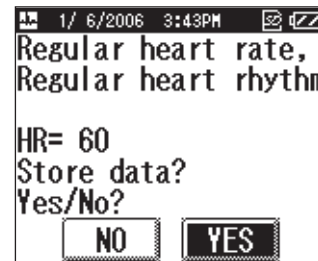 1/ 6/2006 3:43PM
Regular heart rate,
Regular heart rhythm
HR= 60
Store data?
Yes/No?
NO YES